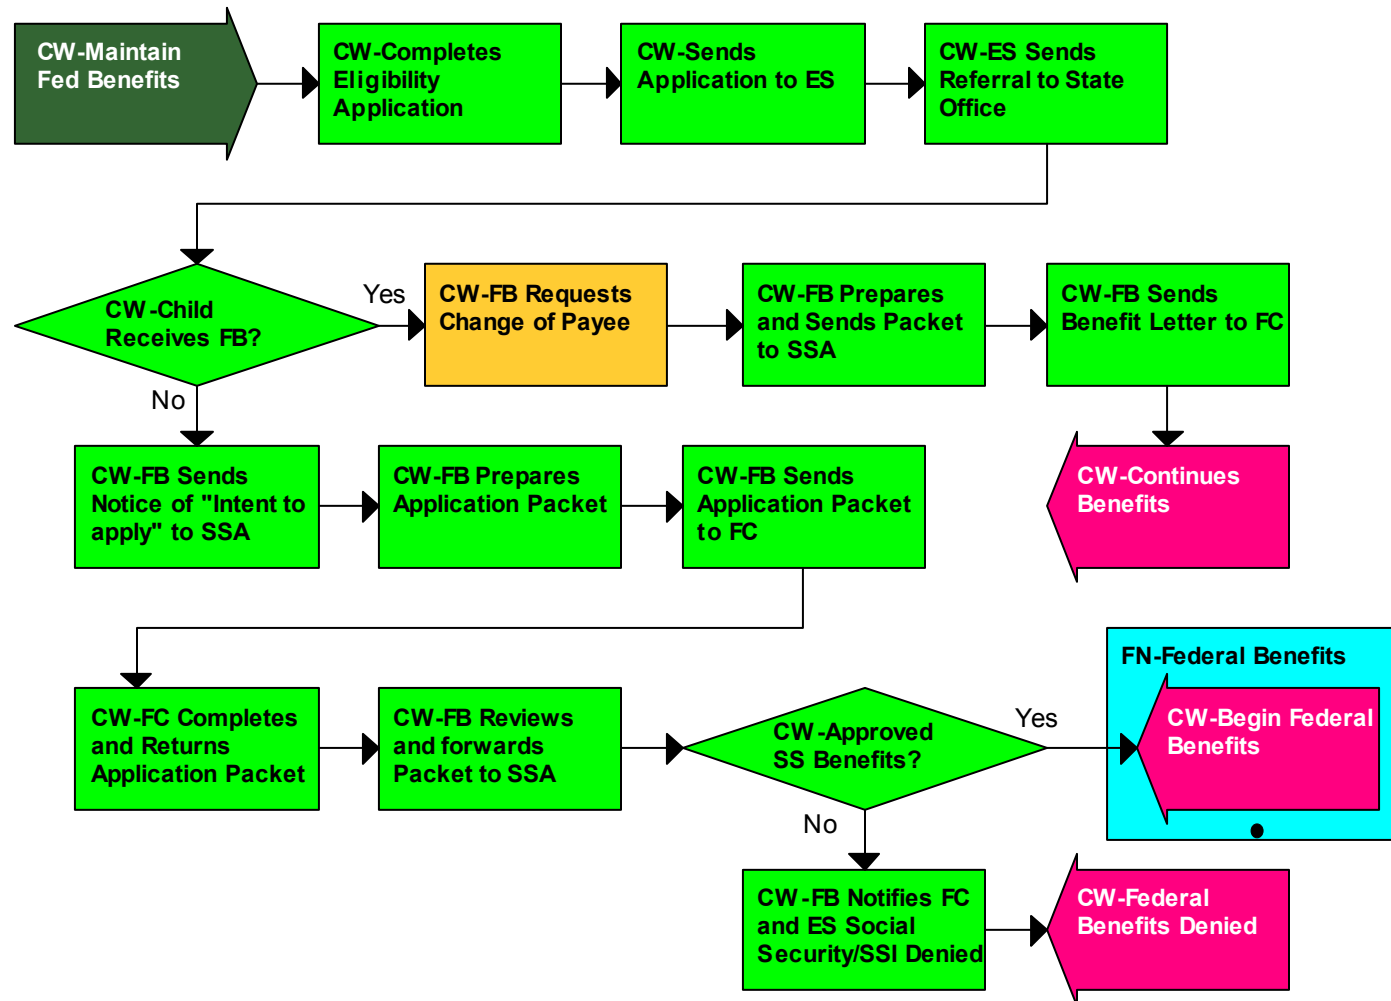 CW-Maintain
Fed Benefits
CW-Completes
Eligibility
Application
CW-Sends
Application to ES
CW-ES Sends
Referral to State
Office
CW-Child
Receives FB?
Yes
No
CW-FB Requests
Change of Payee
CW-FB Prepares
and Sends Packet
to SSA
CW-FB Sends
Benefit Letter to FC
CW-Continues
Benefits
CW-FB Sends
Notice of "Intent to
apply" to SSA
CW-FB Prepares
Application Packet
CW-FB Sends
Application Packet
to FC
CW-FC Completes
and Returns
Application Packet
CW-FB Reviews
and forwards
Packet to SSA
CW-Approved
SS Benefits?
Yes
No
FN-Federal Benefits
CW-Begin Federal
Benefits
CW-FB Notifies FC
and ES Social
Security/SSI Denied
CW-Federal
Benefits Denied